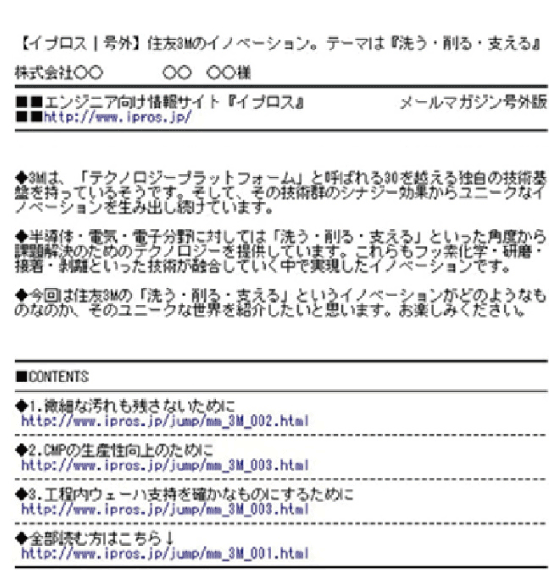 【イプロス | 号外】住友3Mのイノベーション。テーマは『洗う・削る・支える』
株式会社〇〇　　　〇〇　〇〇様
■■エンジニア向け情報サイト『イプロス』　　　　　メールマガジン号外版
■■http://www.ipros.jp/
◆3Mは、「テクノロジープラットフォーム」と呼ばれる30を越える独自の技術基
盤を持っているそうです。そして、その技術群のシナジー効果からユニークなイ
ノベーションを生み出し続けています。
◆半導体・電気・電子分野に対しては「洗う・削る・支える」といった角度から
課題解決のためのテクノロジーを提供しています。これらもフッ素化学・研磨・
接着・剥離といった技術が融合していく中で実現したイノベーションです。
◆今回は住友3Mの「洗う・削る・支える」というイノベーションがどのようなも
のなのか、そのユニークな世界を紹介したいと思います。お楽しみください。
■CONTENTS
◆1.微細な汚れも残さないために
http://www.ipros.jp/jump/mm_3M_002.html
◆2.CMPの生産性向上のために
http://www.ipros.jp/jump/mm_3M_003.html
◆3.工程内ウェーハ支持を確かなものにするために
http://www.ipros.jp/jump/mm_3M_003.html
◆全部読む方はこちら↓
http://www.ipros.jp/jump/mm_3M_001.html